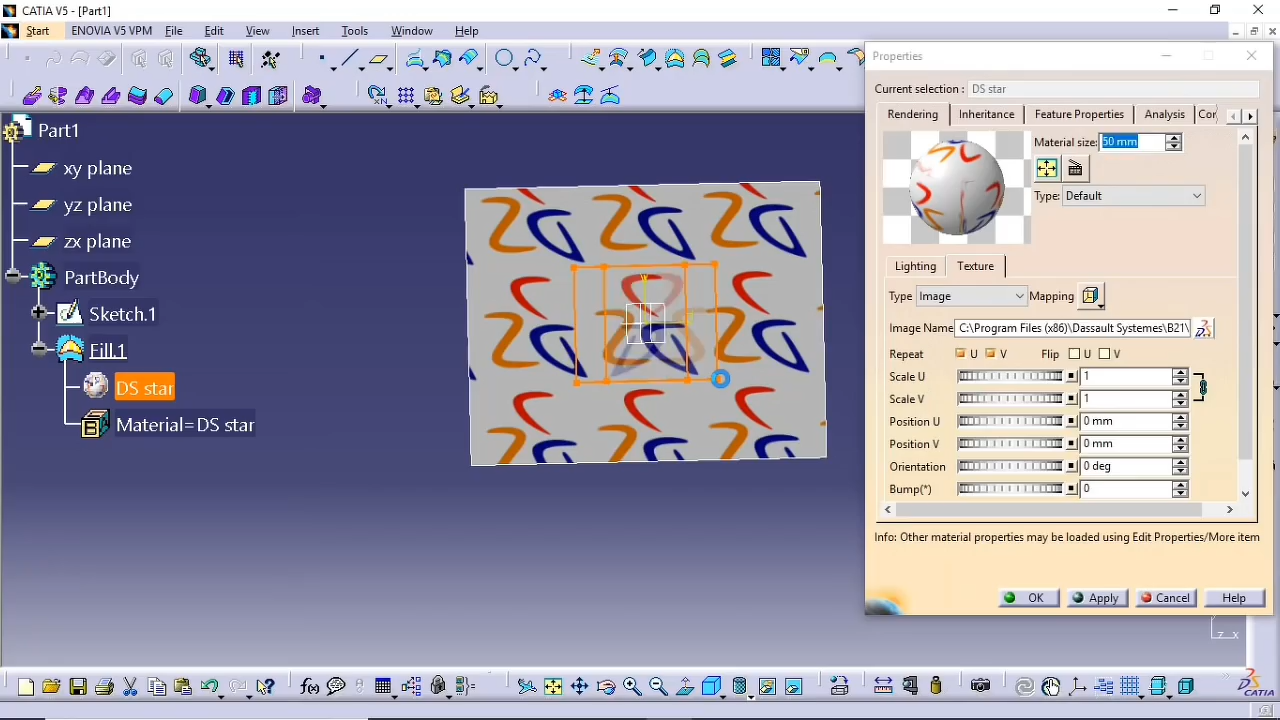 CATIA V5 - [Part1]
Start ENOVIA V5 VPM File Edit View Insert Tools Window Help
Part1
xy plane
yz plane
zx plane
PartBody
Sketch.1
Fill.1
DS star
Material=DS star
Properties
Current selection : DS star
Rendering Inheritance Feature Properties Analysis Cor
Material size: 50 mm
Type: Default
Lighting Texture
Type Image Mapping
Image Name C:\Program Files (x86)\Dassault Systemes\B21\
Repeat U V Flip U V
Scale U 1
Scale V 1
Position U 0 mm
Position V 0 mm
Orientation 0 deg
Bump(*) 0
Info: Other material properties may be loaded using Edit Properties/More item
OK Apply Cancel Help
z x
f(x)
CATIA